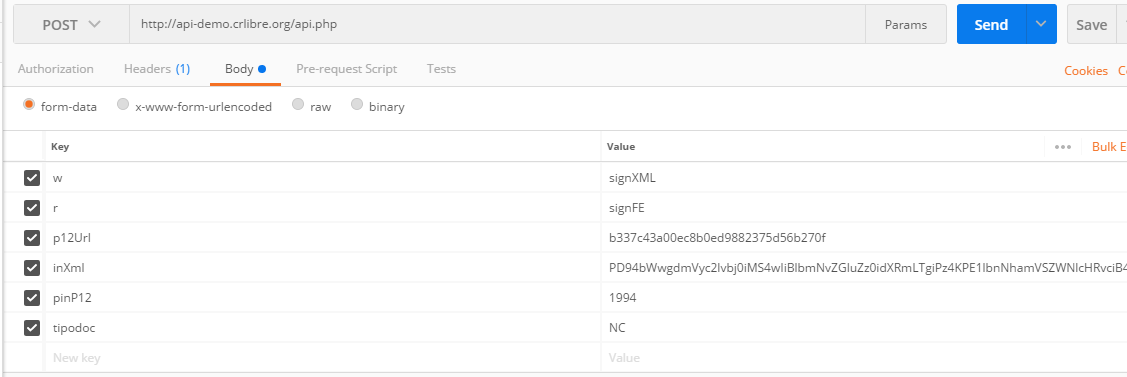 POST http://api-demo.crlibre.org/api.php Params Send Save
Authorization Headers (1) Body Pre-request Script Tests Cookies
form-data x-www-form-urlencoded raw binary
Key Value Bulk E
w signXML
r signFE
p12Url b337c43a00ec8b0ed9882375d56b270f
inXml
pinP12 1994
tipodoc NC
New key Value